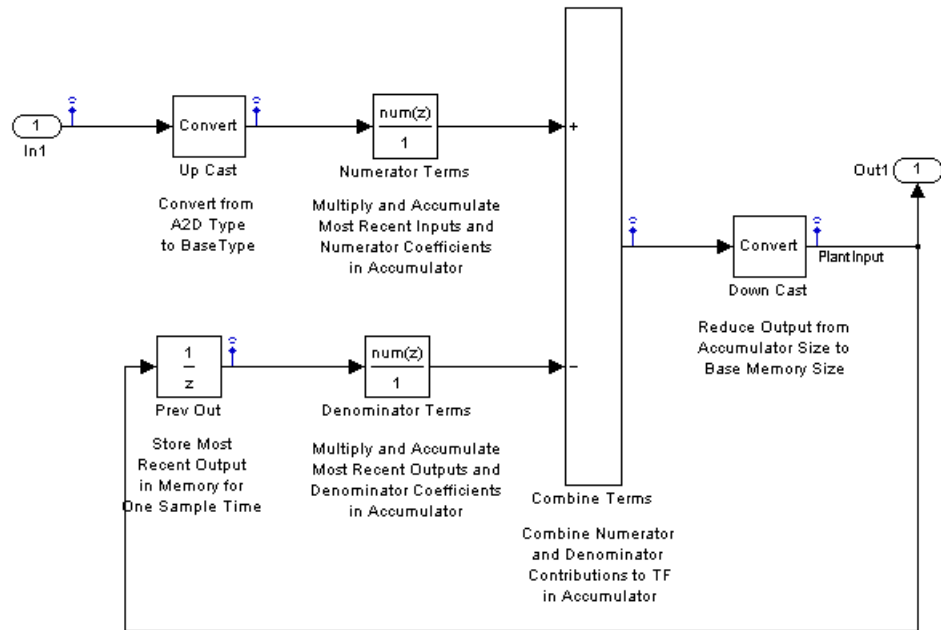 1
In1
Convert
Up Cast
Convert from
A2D Type
to BaseType
num(z)
1
Numerator Terms
Multiply and Accumulate
Most Recent Inputs and
Numerator Coefficients
in Accumulator
+
−
Combine Terms
Combine Numerator
and Denominator
Contributions to TF
in Accumulator
Convert
Down Cast
Reduce Output from
Accumulator Size to
Base Memory Size
PlantInput
Out1
1
1
z
Prev Out
Store Most
Recent Output
in Memory for
One Sample Time
num(z)
1
Denominator Terms
Multiply and Accumulate
Most Recent Outputs and
Denominator Coefficients
in Accumulator